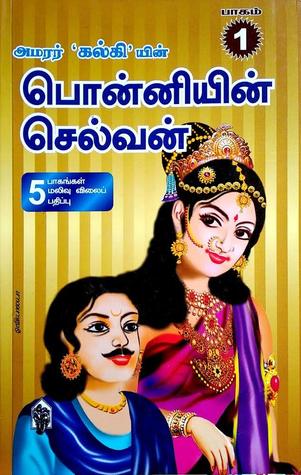 பாகம்
1
அமரர் 'கல்கி'யின்
பொன்னியின்
செல்வன்
5 பாகங்கள்
மலிவு விலைப்
பதிப்பு